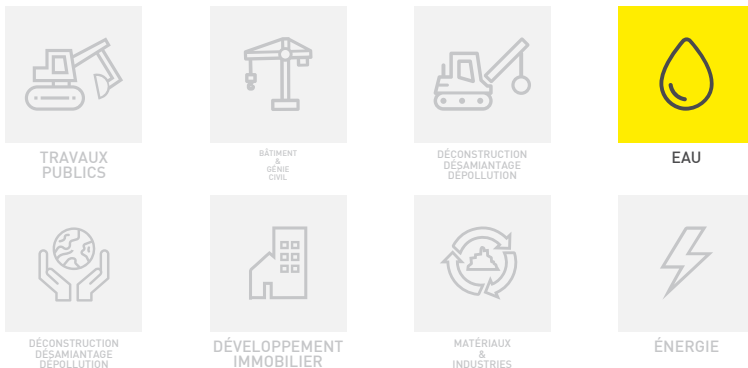 TRAVAUX
PUBLICS
BÂTIMENT
&
GÉNIE
CIVIL
DÉCONSTRUCTION
DÉSAMIANTAGE
DÉPOLLUTION
EAU
DÉCONSTRUCTION
DÉSAMIANTAGE
DÉPOLLUTION
DÉVELOPPEMENT
IMMOBILIER
MATÉRIAUX
&
INDUSTRIES
ÉNERGIE